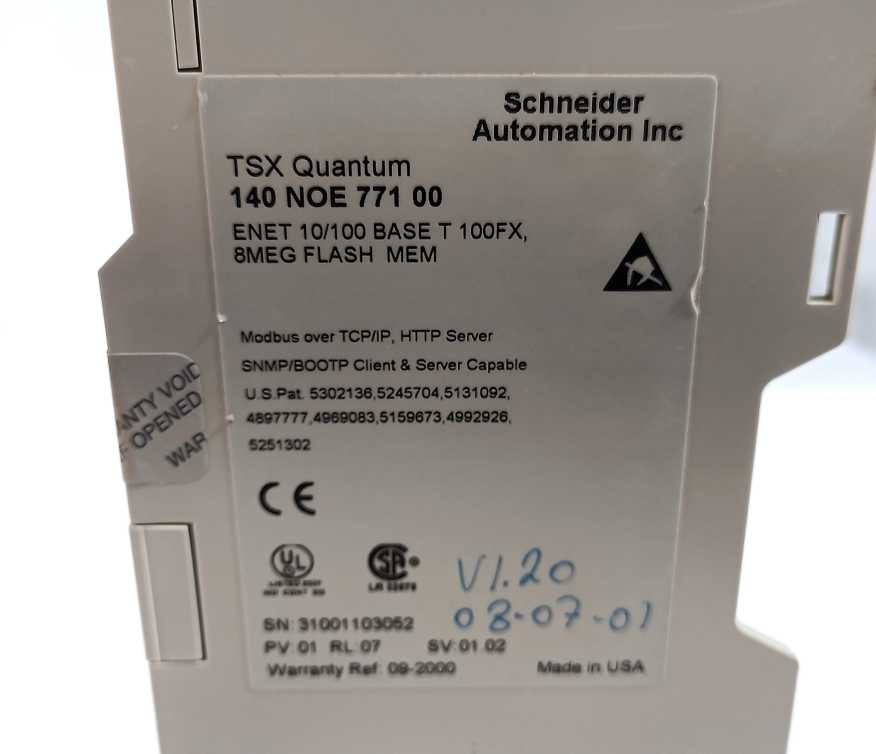 Schneider
Automation Inc
TSX Quantum
140 NOE 771 00
ENET 10/100 BASE T 100FX,
8MEG FLASH MEM
Modbus over TCP/IP, HTTP Server
SNMP/BOOTP Client & Server Capable
U.S.Pat. 5302136,5245704,5131092,
4897777,4969083,5159673,4992926,
5251302
ANTY VOID
F OPENED
WAR
CE
UL
SA
V1.20
08-07-01
SN: 31001103052
PV:01 RL:07 SV:01.02
Warranty Ref: 09-2000 Made in USA